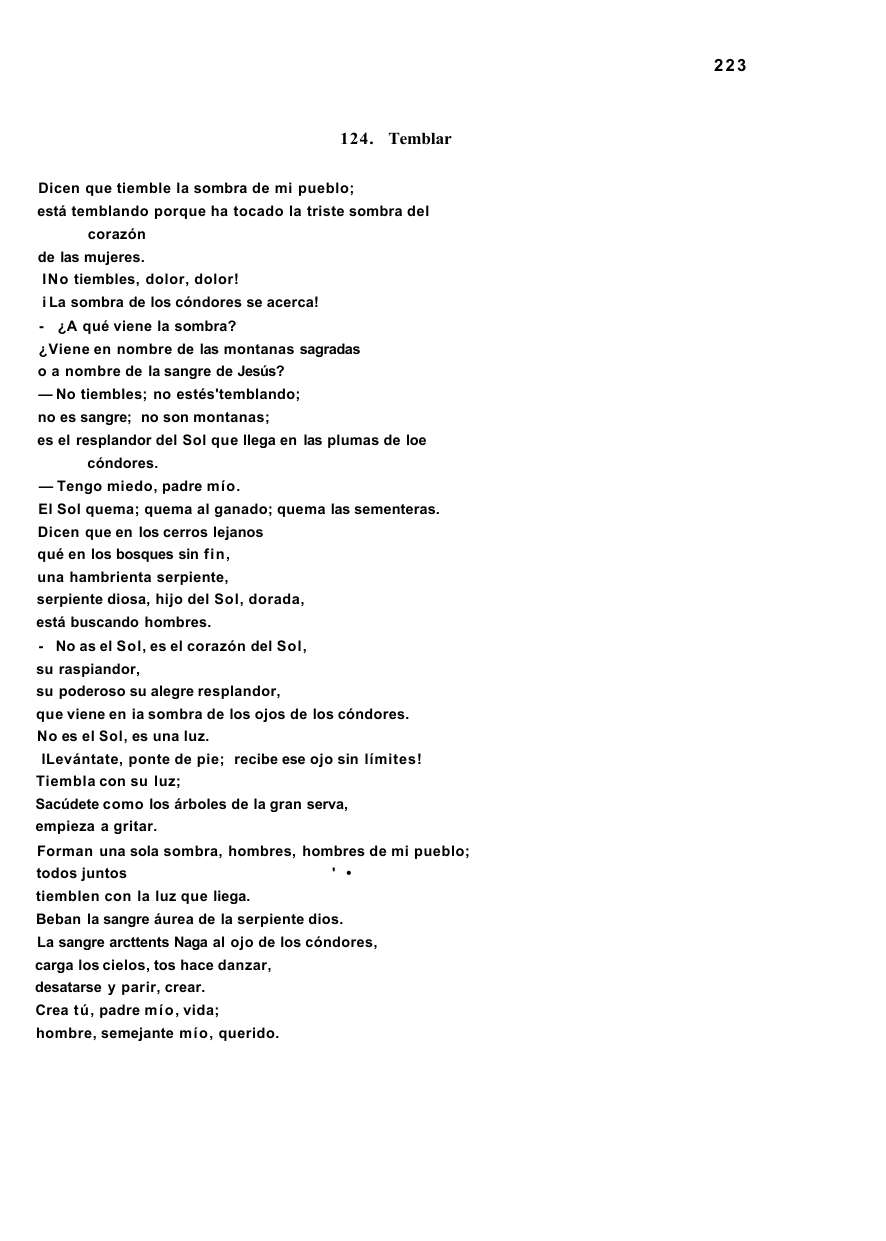 223
124. Temblar
Dicen que tiemble la sombra de mi pueblo;
está temblando porque ha tocado la triste sombra del
corazón
de las mujeres.
INo tiembles, dolor, dolor!
¡La sombra de los cóndores se acerca!
- ¿A qué viene la sombra?
¿Viene en nombre de las montanas sagradas
o a nombre de la sangre de Jesús?
— No tiembles; no estés'temblando;
no es sangre; no son montanas;
es el resplandor del Sol que llega en las plumas de loe
cóndores.
— Tengo miedo, padre mío.
El Sol quema; quema al ganado; quema las sementeras.
Dicen que en los cerros lejanos
qué en los bosques sin fin,
una hambrienta serpiente,
serpiente diosa, hijo del Sol, dorada,
está buscando hombres.
- No as el Sol, es el corazón del Sol,
su raspiandor,
su poderoso su alegre resplandor,
que viene en ia sombra de los ojos de los cóndores.
No es el Sol, es una luz.
ILevántate, ponte de pie; recibe ese ojo sin límites!
Tiembla con su luz;
Sacúdete como los árboles de la gran serva,
empieza a gritar.
Forman una sola sombra, hombres, hombres de mi pueblo;
todos juntos ' •
tiemblen con la luz que liega.
Beban la sangre áurea de la serpiente dios.
La sangre arcttents Naga al ojo de los cóndores,
carga los cielos, tos hace danzar,
desatarse y parir, crear.
Crea tú, padre mío, vida;
hombre, semejante mío, querido.